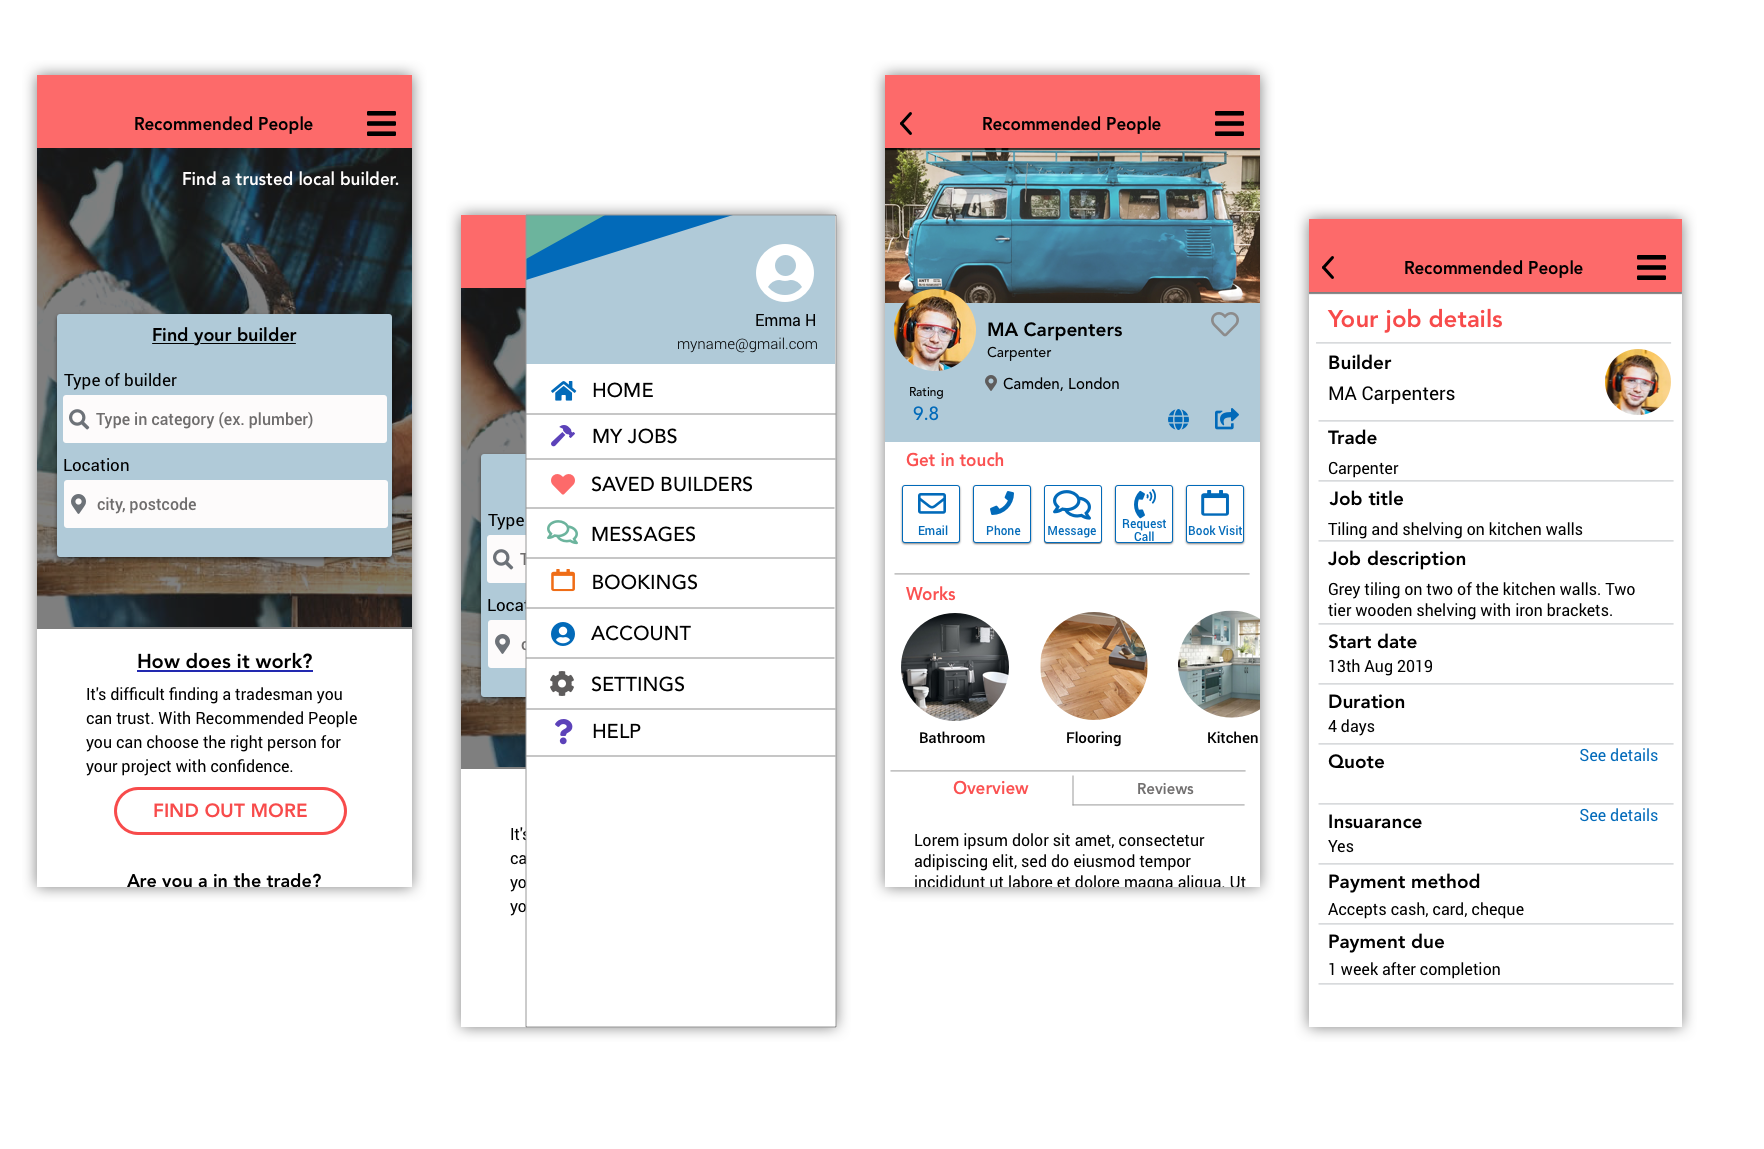 Recommended People
Find a trusted local builder.
Find your builder
Type of builder
Type in category (ex. plumber)
Location
city, postcode
How does it work?
It's difficult finding a tradesman you
can trust. With Recommended People
you can choose the right person for
your project with confidence.
FIND OUT MORE
Are you a in the trade?
Emma H
myname@gmail.com
HOME
MY JOBS
SAVED BUILDERS
MESSAGES
BOOKINGS
ACCOUNT
SETTINGS
HELP
Type
T
Locat
c
It's
ca
yo
yo
Recommended People
MA Carpenters
Carpenter
Camden, London
Rating
9.8
Get in touch
Email
Phone
Message
Request
Call
Book Visit
Works
Bathroom
Flooring
Kitchen
Overview
Reviews
Lorem ipsum dolor sit amet, consectetur
adipiscing elit, sed do eiusmod tempor
incididunt ut labore et dolore magna aliqua. Ut
Recommended People
Your job details
Builder
MA Carpenters
Trade
Carpenter
Job title
Tiling and shelving on kitchen walls
Job description
Grey tiling on two of the kitchen walls. Two
tier wooden shelving with iron brackets.
Start date
13th Aug 2019
Duration
4 days
Quote
See details
Insuarance
See details
Yes
Payment method
Accepts cash, card, cheque
Payment due
1 week after completion